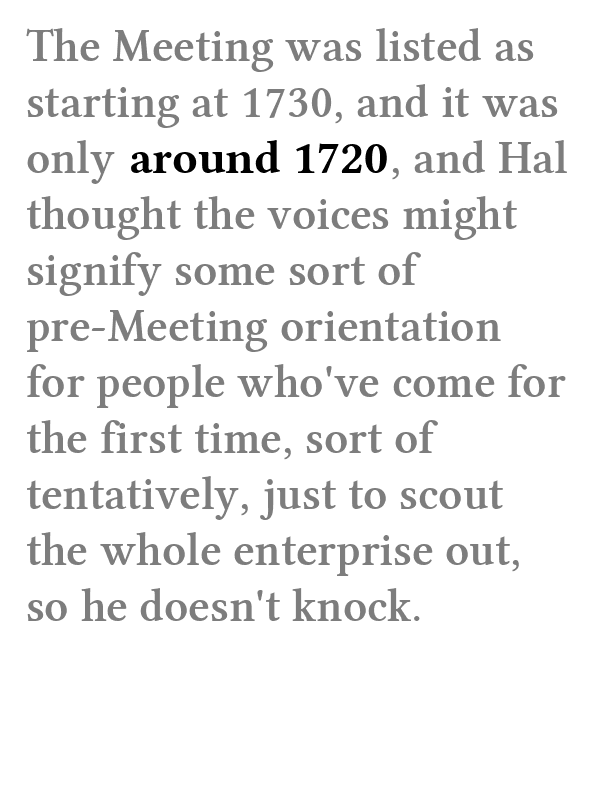 The Meeting was listed as
starting at 1730, and it was
only around 1720, and Hal
thought the voices might
signify some sort of
pre-Meeting orientation
for people who've come for
the first time, sort of
tentatively, just to scout
the whole enterprise out,
so he doesn't knock.